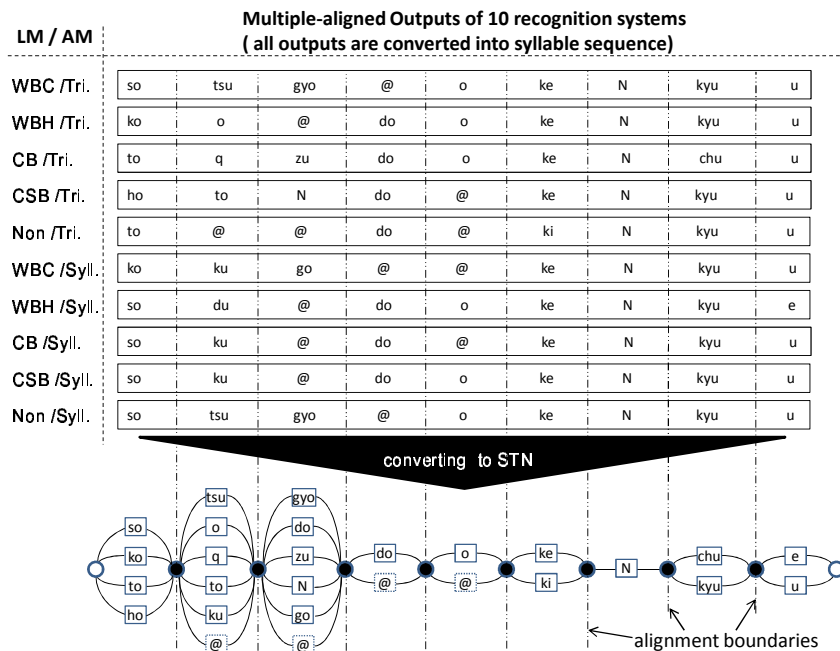 Multiple-aligned Outputs of 10 recognition systems
LM / AM
( all outputs are converted into syllable sequence)
WBC /Tri. so tsu gyo @ o ke N kyu u
WBH /Tri. ko o @ do o ke N kyu u
CB /Tri. to q zu do o ke N chu u
CSB /Tri. ho to N do @ ke N kyu u
Non /Tri. to @ @ do @ ki N kyu u
WBC /Syll. ko ku go @ @ ke N kyu u
WBH /Syll. so du @ do o ke N kyu e
CB /Syll. so ku @ do @ ke N kyu u
CSB /Syll. so ku @ do o ke N kyu u
Non /Syll. so tsu gyo @ o ke N kyu u
converting to STN
tsu gyo
so o do
ko q zu do o ke chu e
N
to to N @ @ ki kyu u
ho ku go
@ @
alignment boundaries